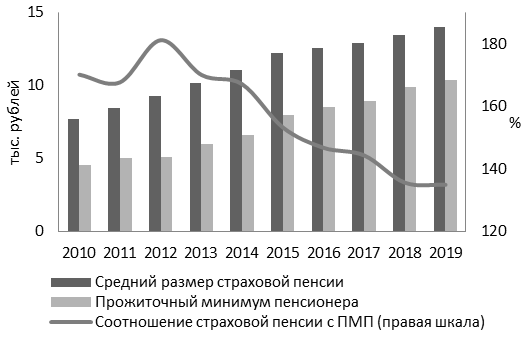 15
10
5
0
тыс. рублей
180
160
140
120
%
2010 2011 2012 2013 2014 2015 2016 2017 2018 2019
Средний размер страховой пенсии
Прожиточный минимум пенсионера
Соотношение страховой пенсии с ПМП (правая шкала)